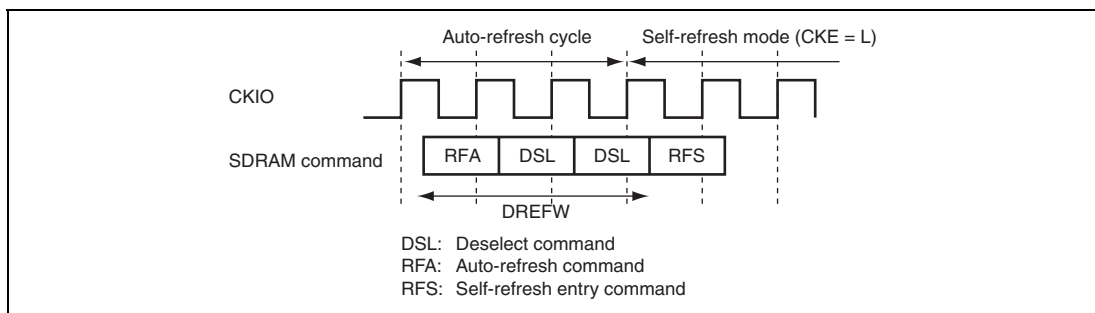 Auto-refresh cycle Self-refresh mode (CKE = L)
CKIO
SDRAM command RFA DSL DSL RFS
DREFW
DSL: Deselect command
RFA: Auto-refresh command
RFS: Self-refresh entry command